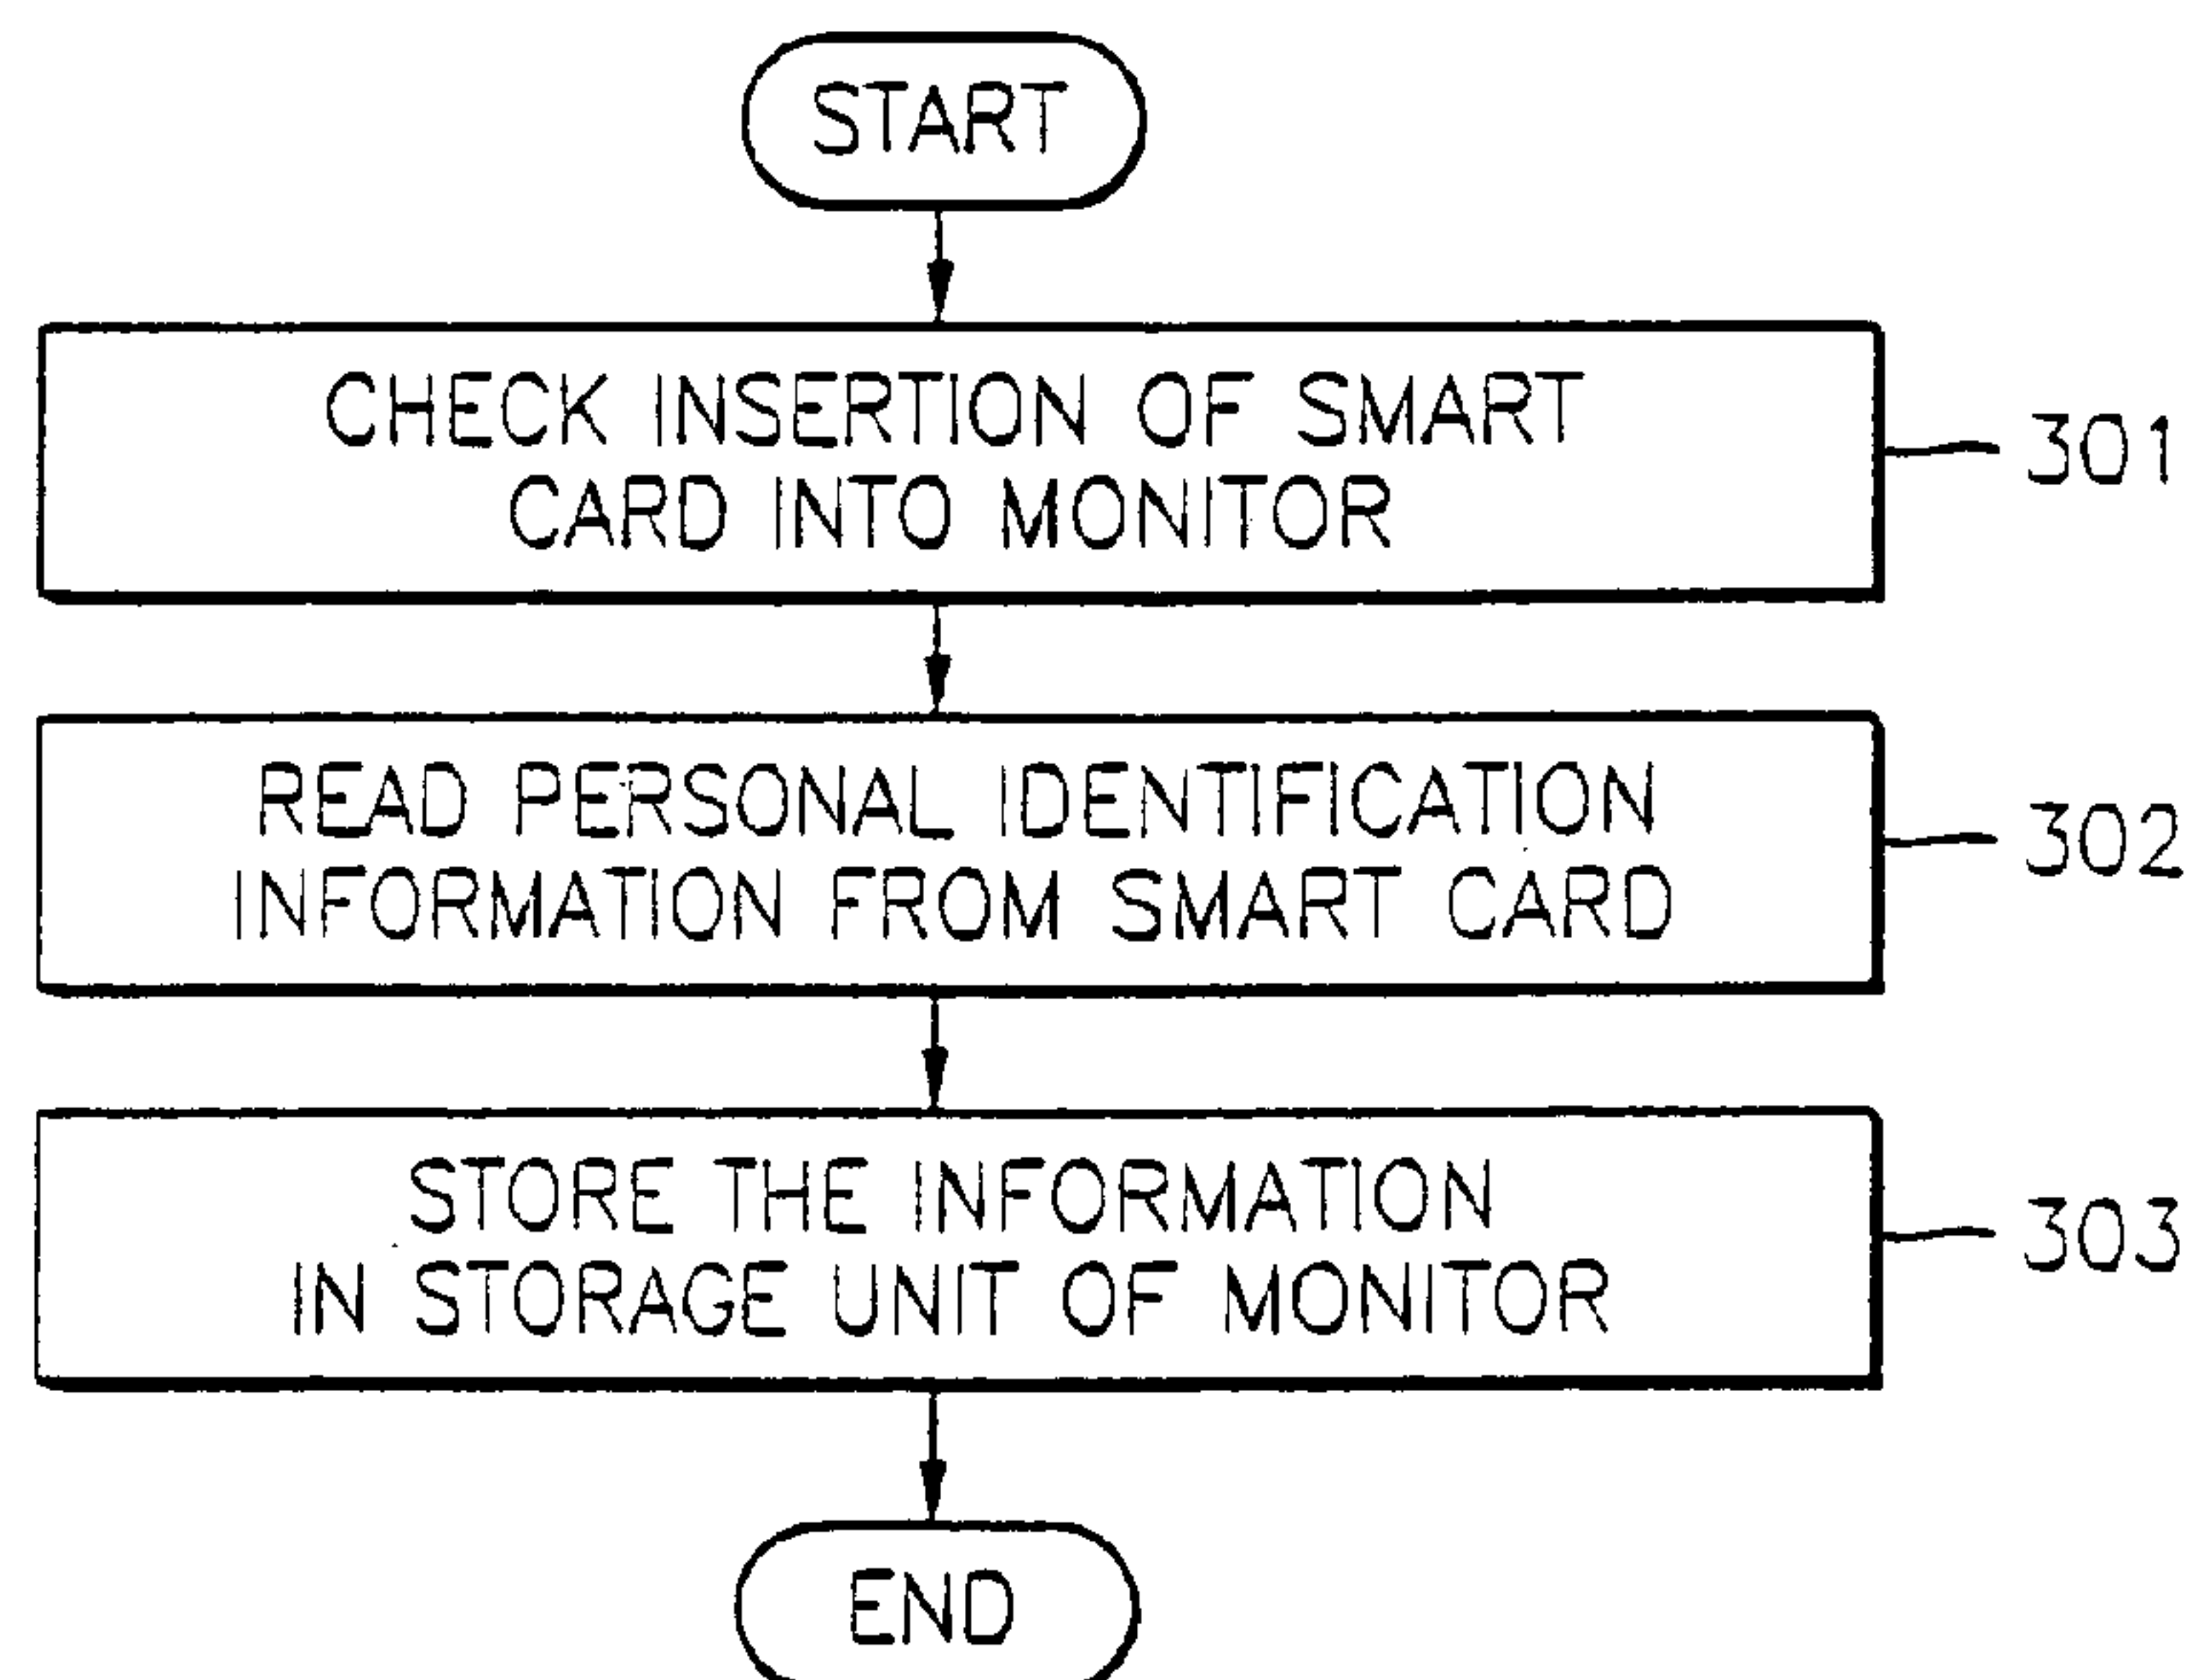 START
CHECK INSERTION OF SMART
CARD INTO MONITOR
301
READ PERSONAL IDENTIFICATION
INFORMATION FROM SMART CARD
302
STORE THE INFORMATION
IN STORAGE UNIT OF MONITOR
303
END